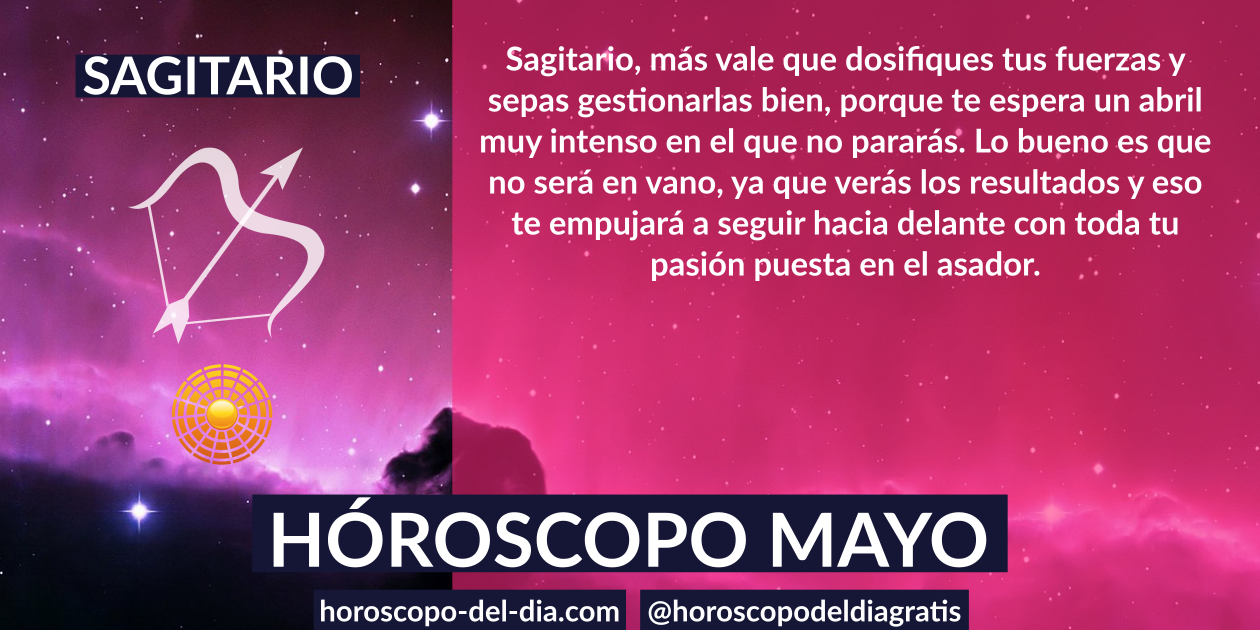 SAGITARIO
Sagitario, más vale que dosifiques tus fuerzas y
sepas gestionarlas bien, porque te espera un abril
muy intenso en el que no pararás. Lo bueno es que
no será en vano, ya que verás los resultados y eso
te empujará a seguir hacia delante con toda tu
pasión puesta en el asador.
HÓROSCOPO MAYO
horoscopo-del-dia.com
@horoscopodeldiagratis